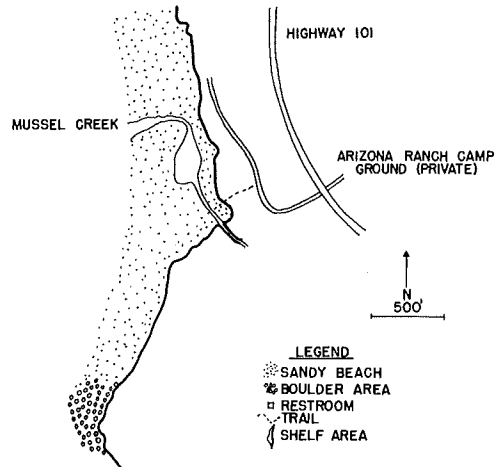 HIGHWAY 101
MUSSEL CREEK
ARIZONA RANCH CAMP
GROUND (PRIVATE)
N
500'
LEGEND
SANDY BEACH
BOULDER AREA
RESTROOM
TRAIL
SHELF AREA